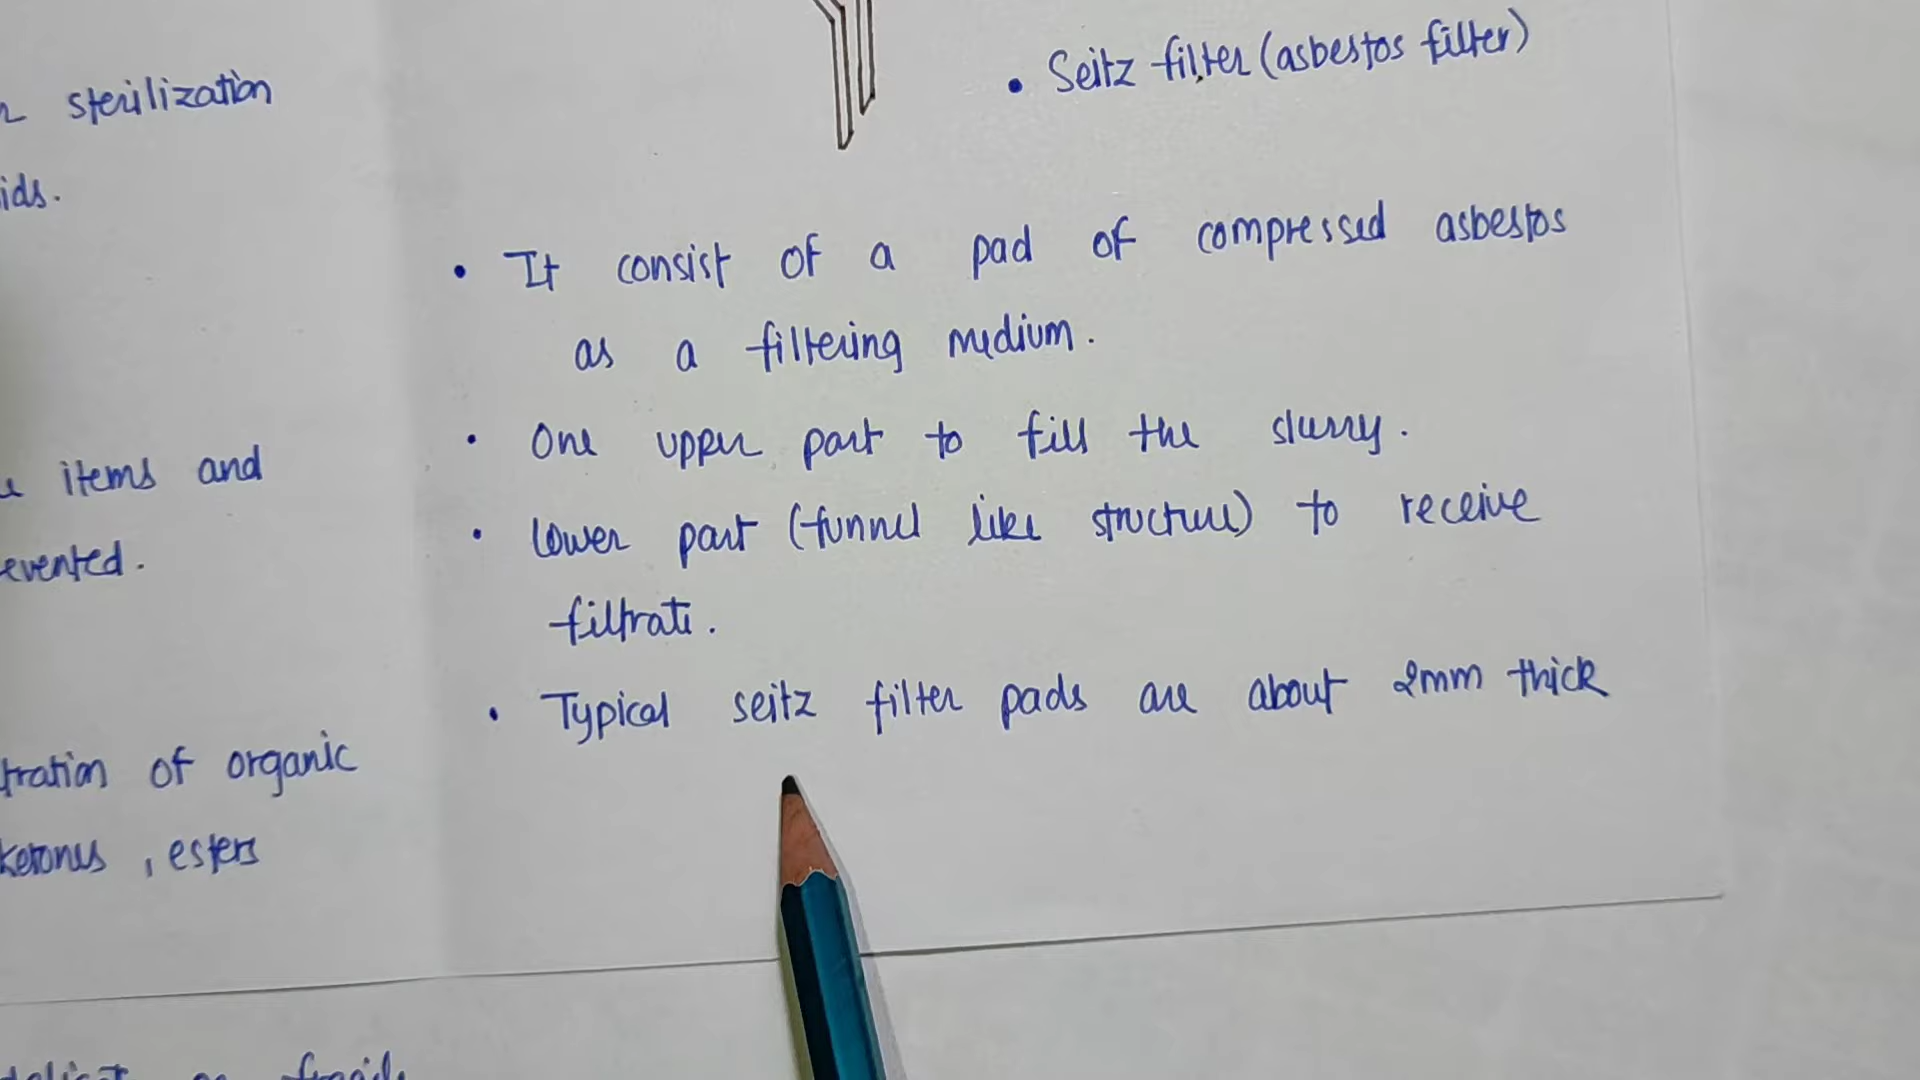 sterilization
ids.
items and
evented.
tration of organic
ketones , esters
• Seitz filter (asbestos filter)
• It consist of a pad of compressed asbestos
as a filtering medium.
• One upper part to fill the slurry.
• lower part (funnel like structure) to receive
filtrate.
• Typical seitz filter pads are about 2mm thick